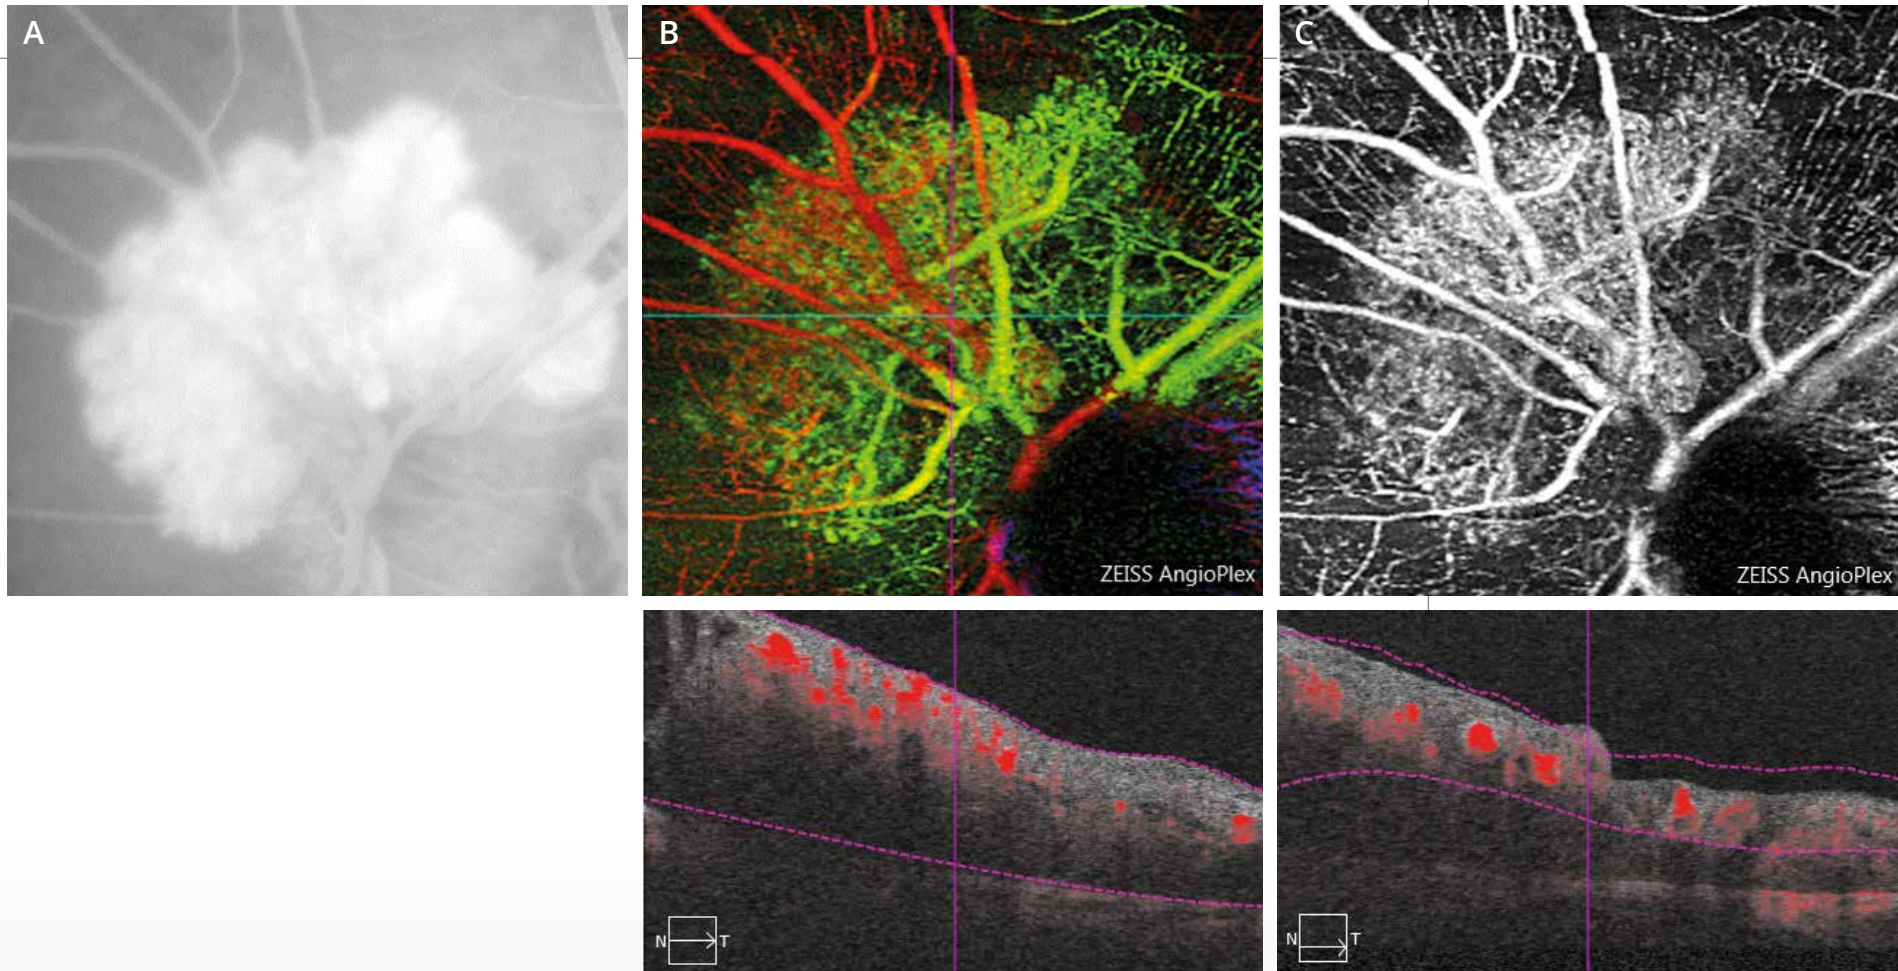 A
B
C
ZEISS AngioPlex
ZEISS AngioPlex
N T
N T